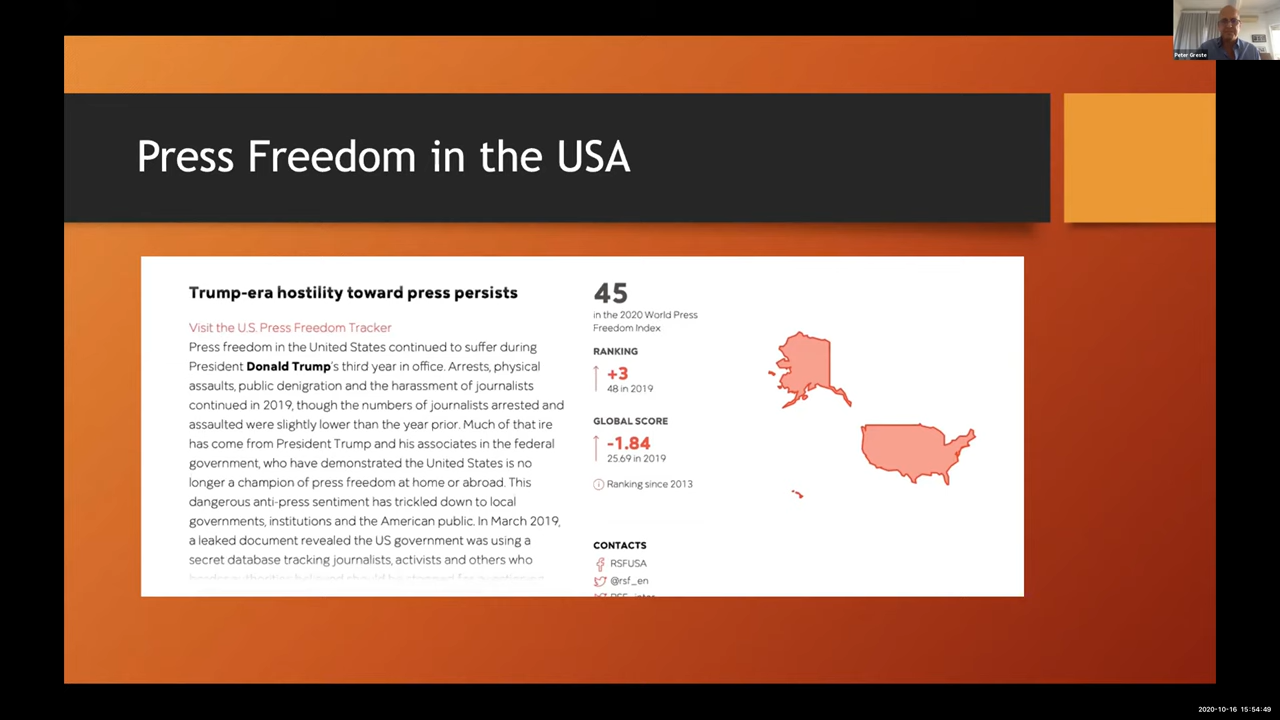 Peter Greste
Press Freedom in the USA
Trump-era hostility toward press persists
Visit the U.S. Press Freedom Tracker
Press freedom in the United States continued to suffer during
President Donald Trump's third year in office. Arrests, physical
assaults, public denigration and the harassment of journalists
continued in 2019, though the numbers of journalists arrested and
assaulted were slightly lower than the year prior. Much of that ire
has come from President Trump and his associates in the federal
government, who have demonstrated the United States is no
longer a champion of press freedom at home or abroad. This
dangerous anti-press sentiment has trickled down to local
governments, institutions and the American public. In March 2019,
a leaked document revealed the US government was using a
secret database tracking journalists, activists and others who
45
in the 2020 World Press
Freedom Index
RANKING
+3
48 in 2019
GLOBAL SCORE
-1.84
25.69 in 2019
Ranking since 2013
CONTACTS
RSFUSA
@rsf_en
2020-10-16 15:54:49